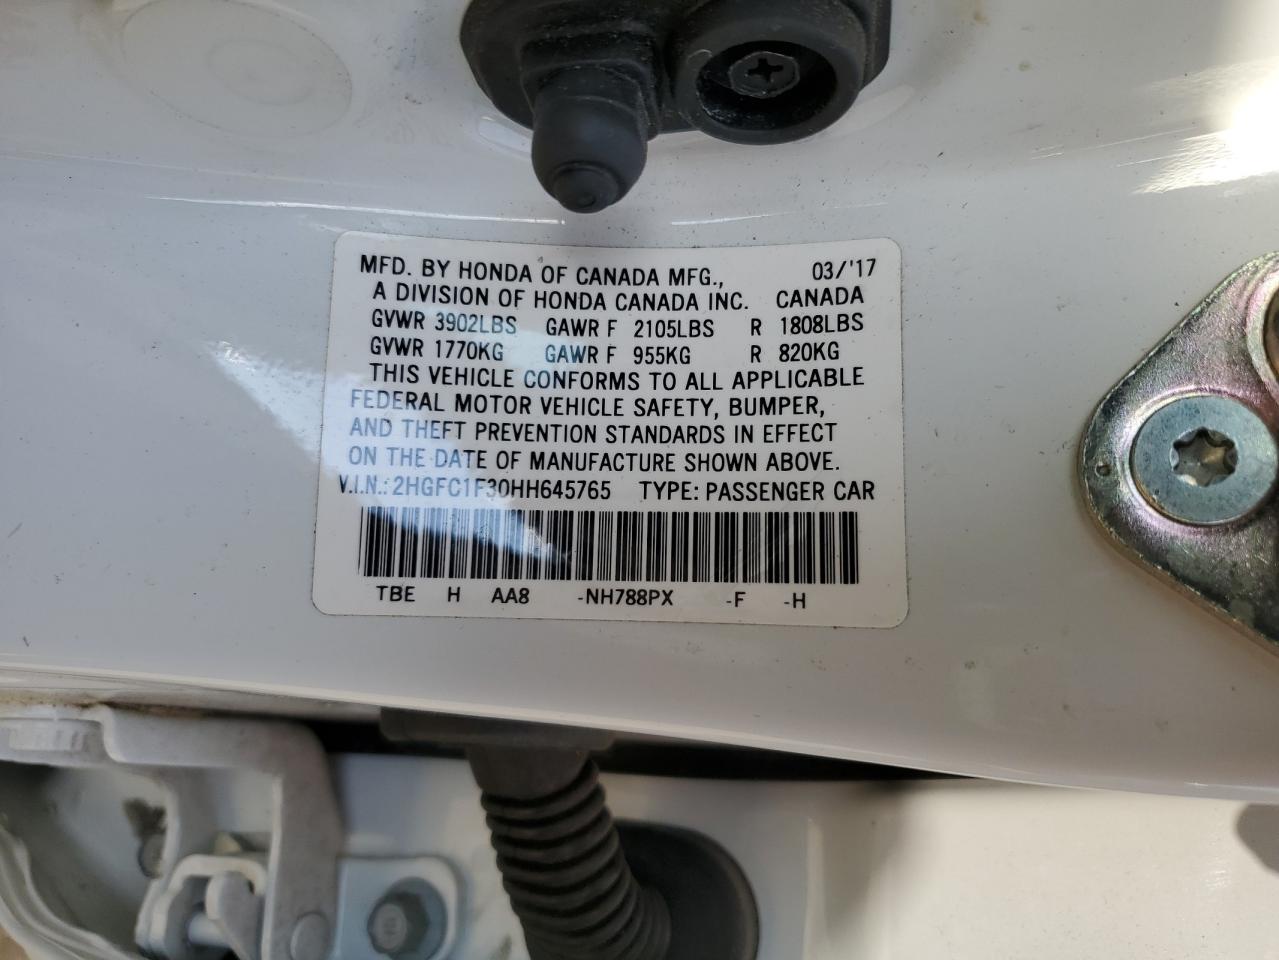 MFD. BY HONDA OF CANADA MFG., 03/'17
A DIVISION OF HONDA CANADA INC. CANADA
GVWR 3902LBS GAWR F 2105LBS R 1808LBS
GVWR 1770KG GAWR F 955KG R 820KG
THIS VEHICLE CONFORMS TO ALL APPLICABLE
FEDERAL MOTOR VEHICLE SAFETY, BUMPER,
AND THEFT PREVENTION STANDARDS IN EFFECT
ON THE DATE OF MANUFACTURE SHOWN ABOVE.
V.I.N.: 2HGFC1F30HH645765 TYPE: PASSENGER CAR
TBE H AA8 -NH788PX -F -H